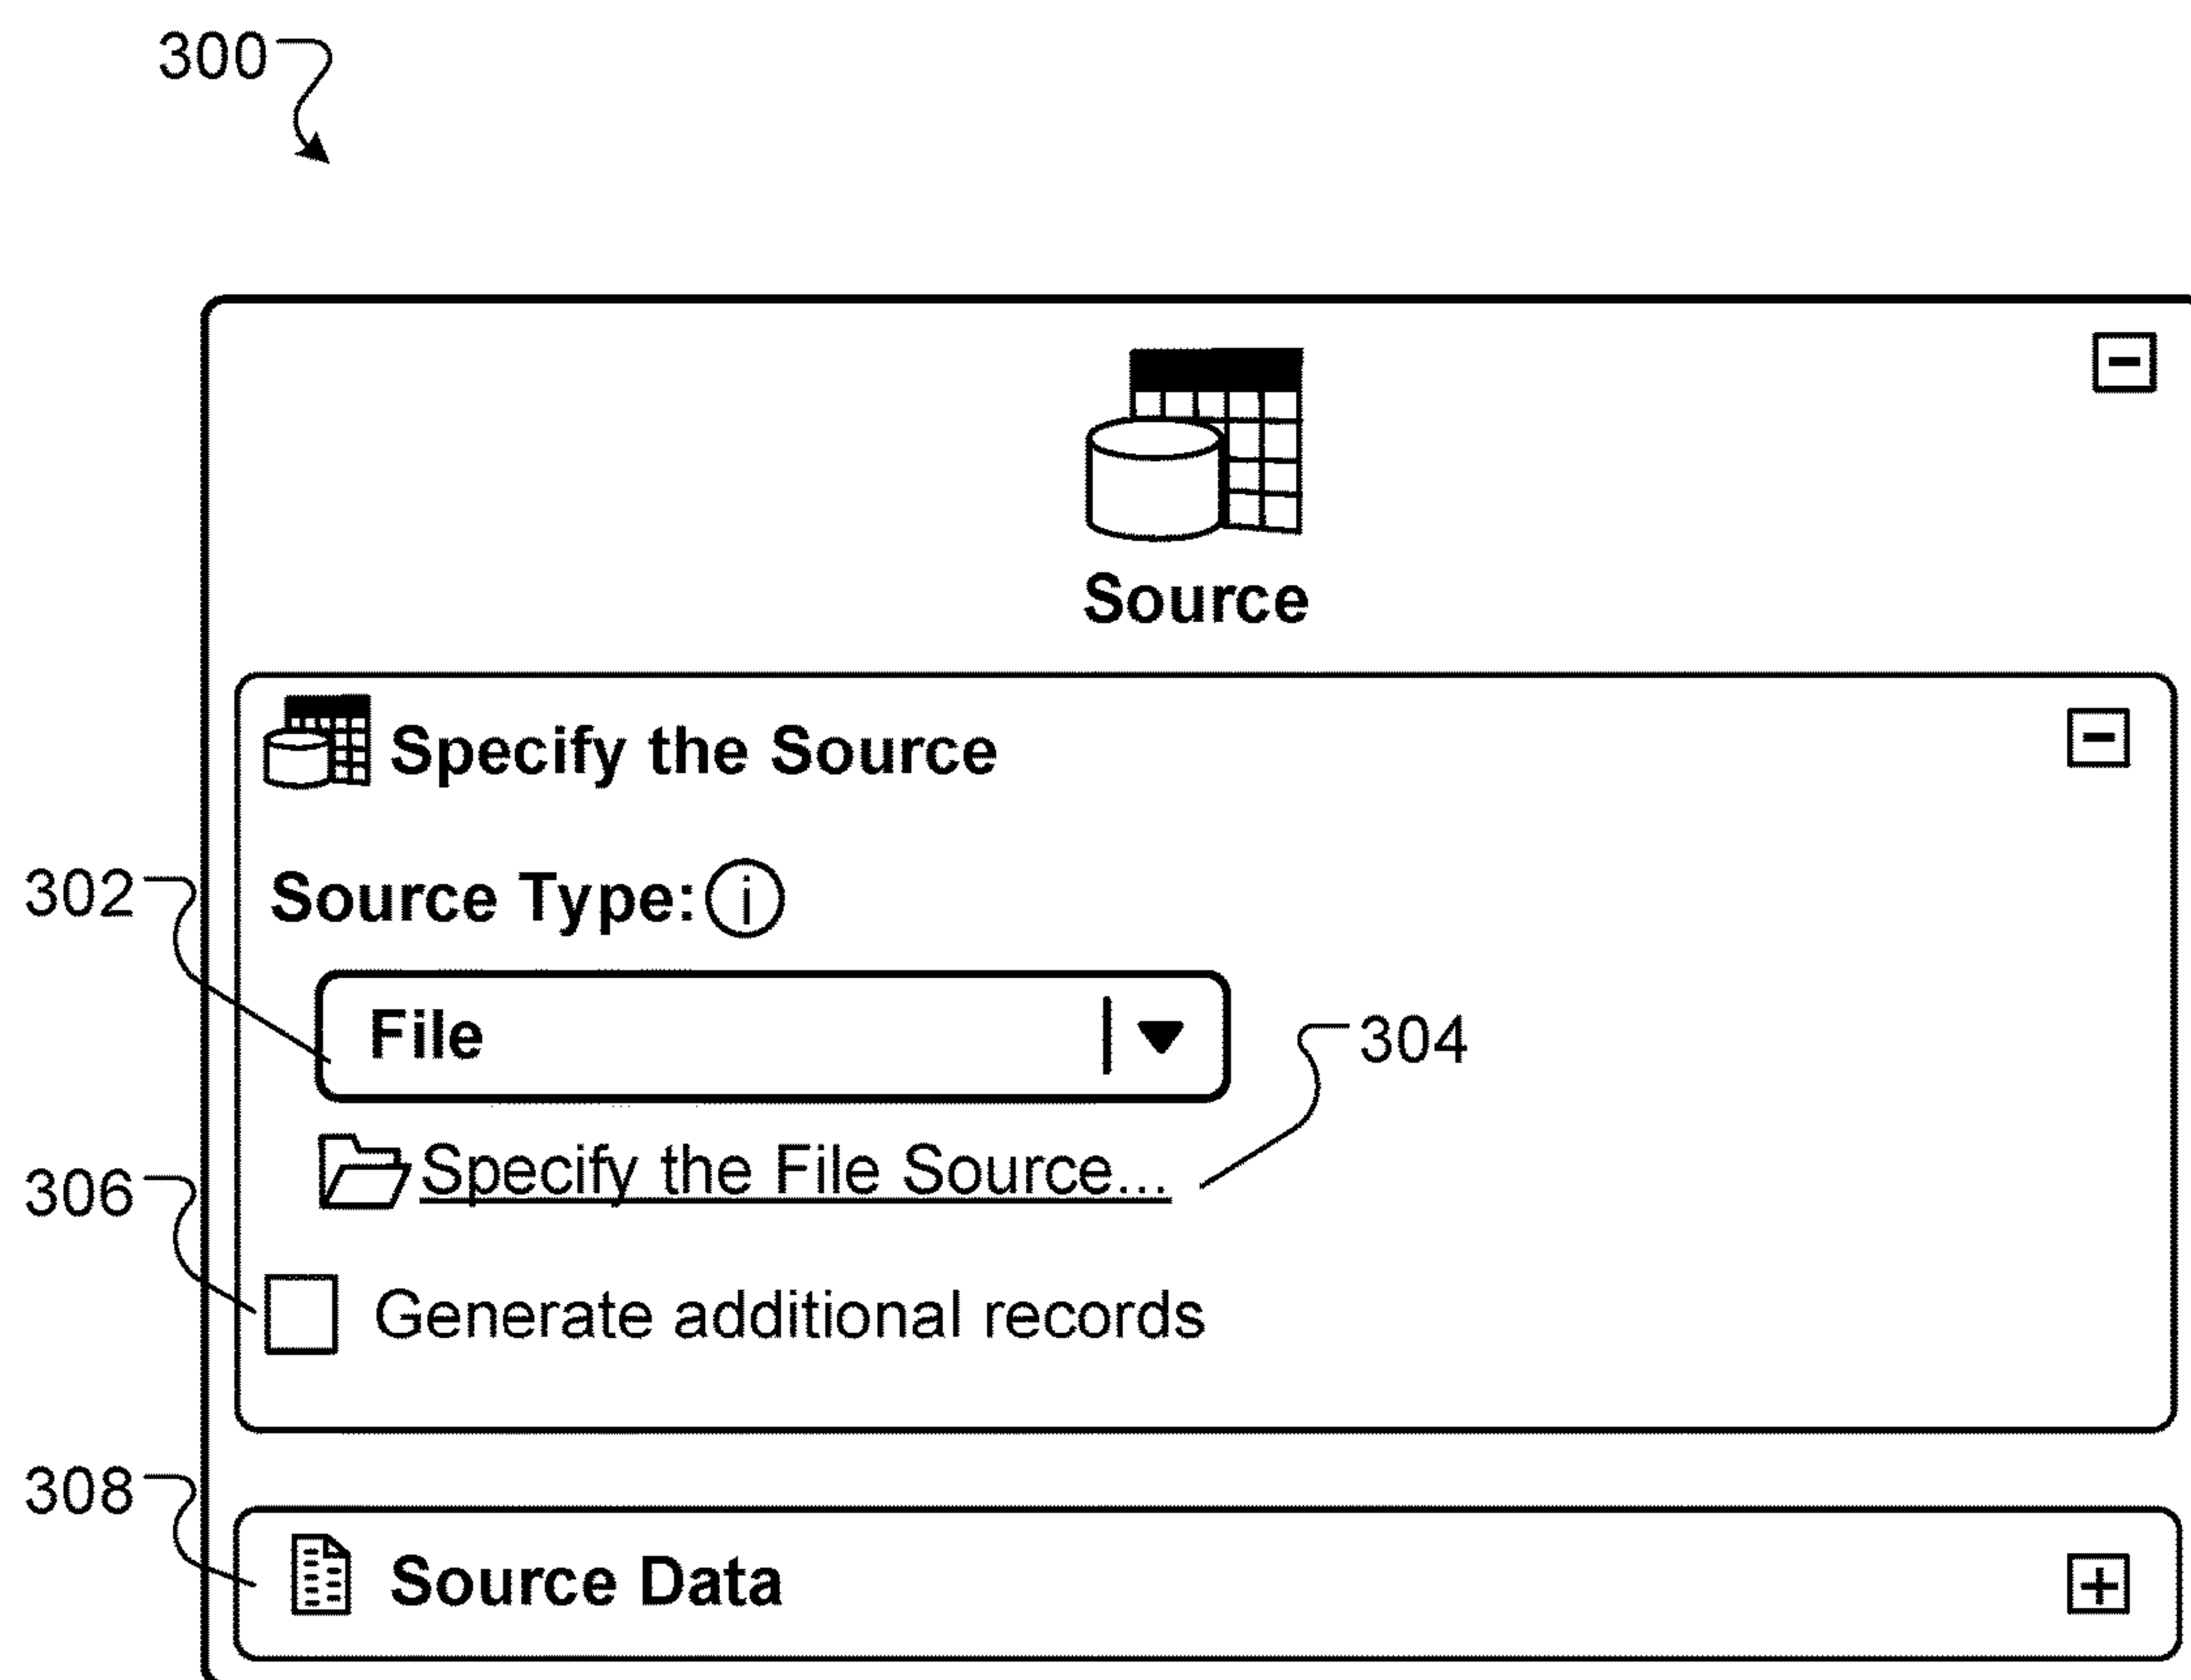 300
Source
Specify the Source
302
Source Type: i
File
304
Specify the File Source...
306
Generate additional records
308
Source Data